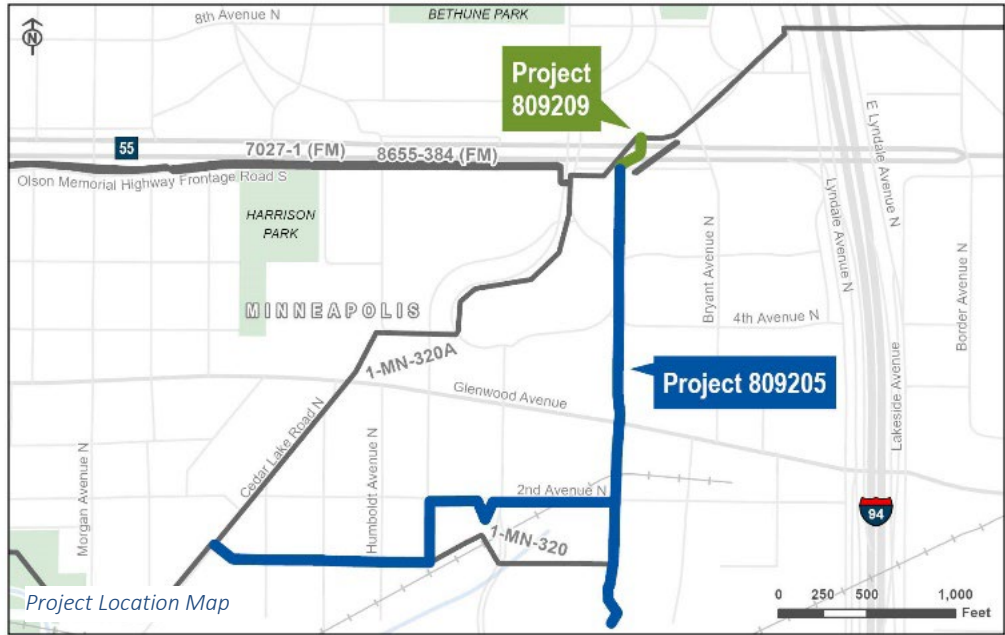 8th Avenue N
BETHUNE PARK
N
Project
809209
E Lyndale Avenue N
55
7027-1 (FM)
8655-384 (FM)
Olson Memorial Highway Frontage Road S
HARRISON
PARK
Lyndale Avenue N
Bryant Avenue N
Border Avenue N
MINNEAPOLIS
4th Avenue N
1-MN-320A
Project 809205
Lakeside Avenue
Glenwood Avenue
Cedar Lake Road N
Humboldt Avenue N
Morgan Avenue N
2nd Avenue N
94
1-MN-320
Project Location Map
0 250 500 1,000
Feet